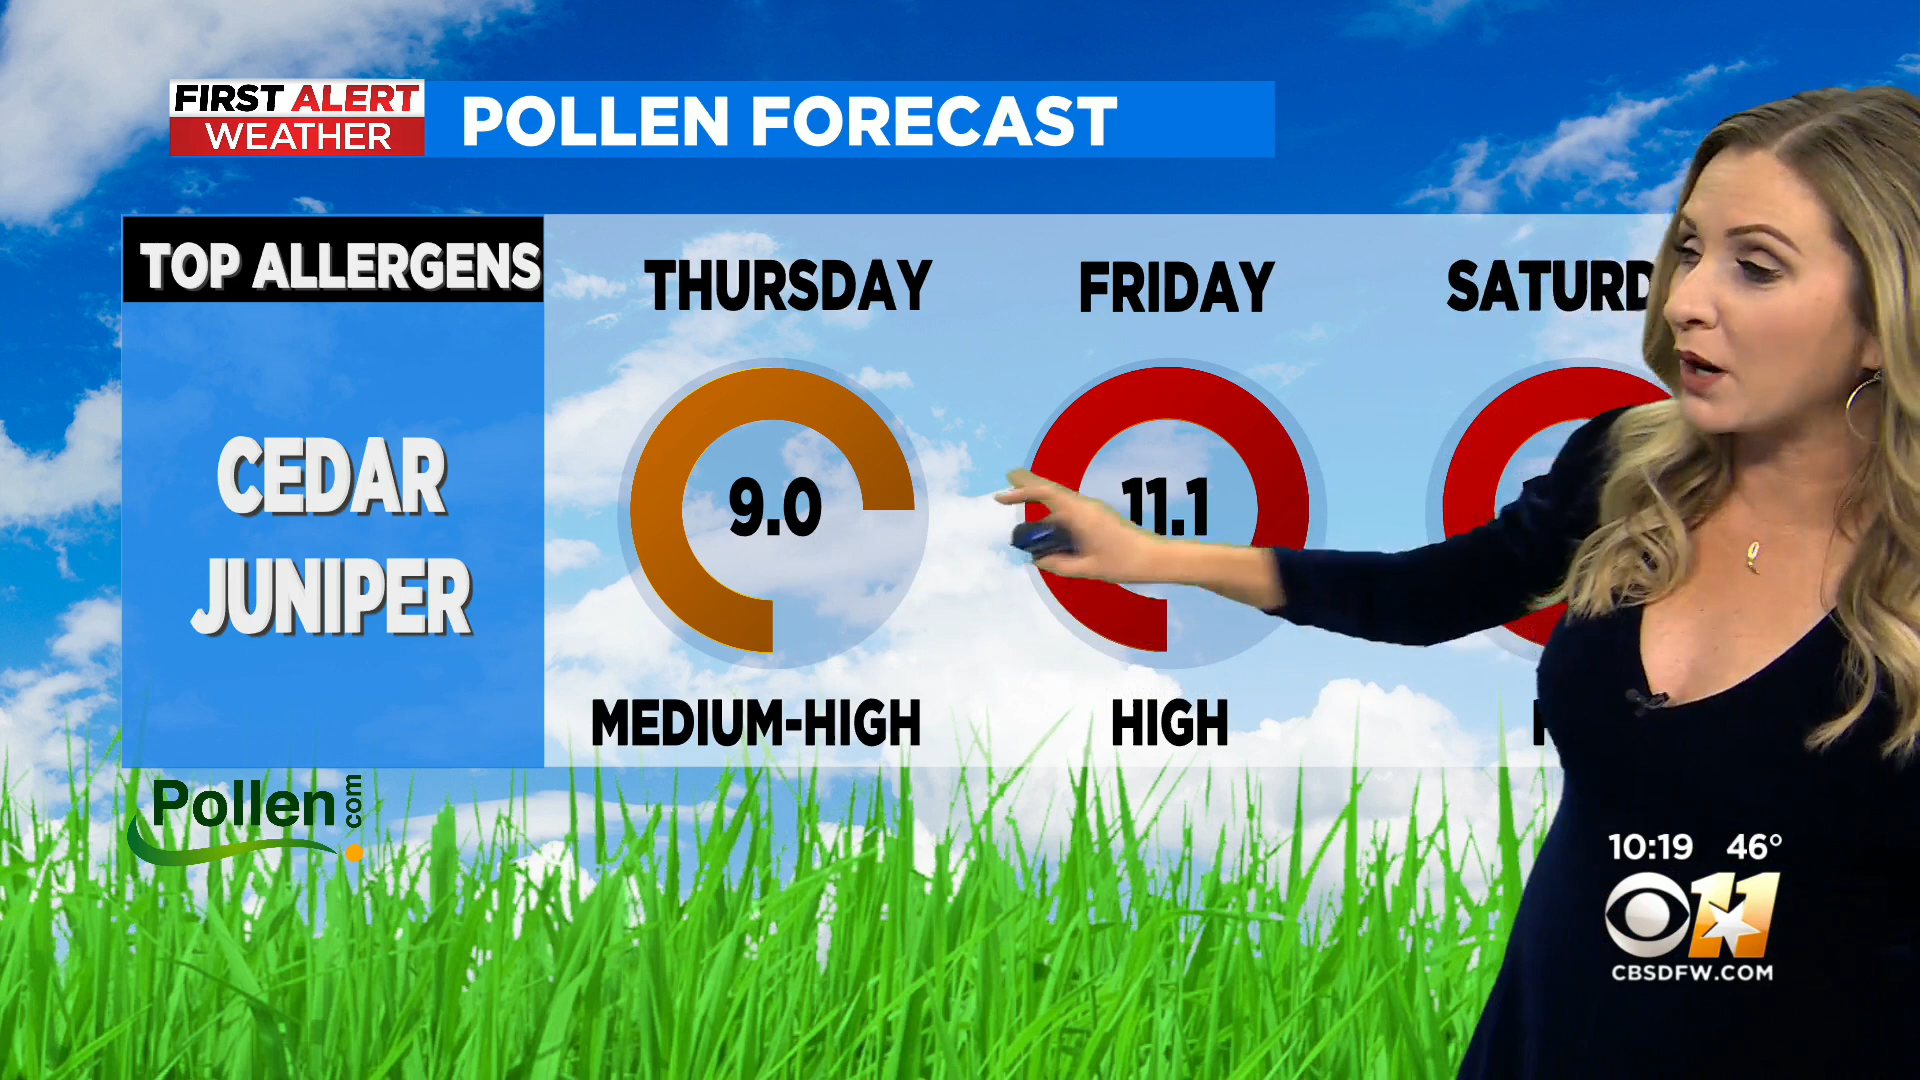 FIRST ALERT
WEATHER
POLLEN FORECAST
TOP ALLERGENS
CEDAR
JUNIPER
THURSDAY
9.0
MEDIUM-HIGH
FRIDAY
11.1
HIGH
Pollen.com
10:19 46°
11
CBSDFW.COM